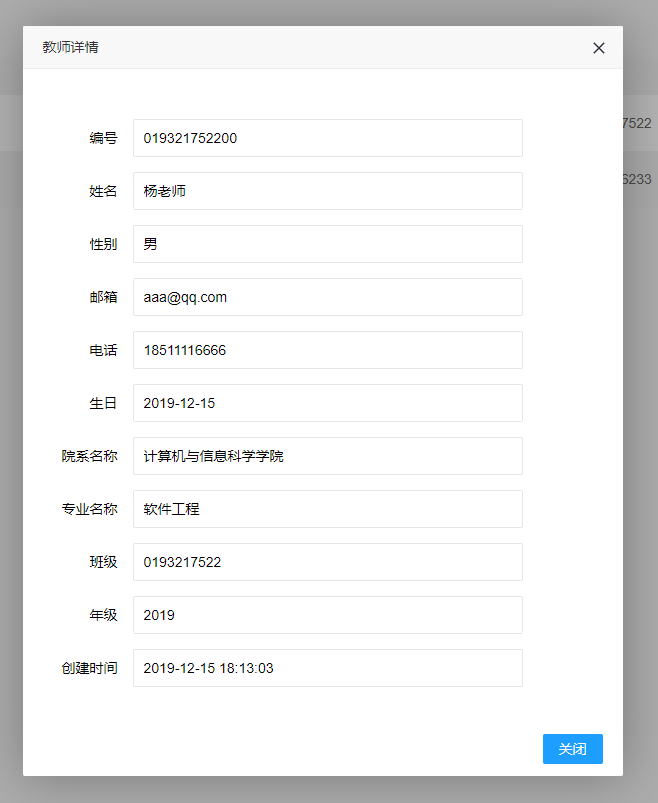 教师详情
编号 019321752200
7522
姓名 杨老师
6233
性别 男
邮箱 aaa@qq.com
电话 18511116666
生日 2019-12-15
院系名称 计算机与信息科学学院
专业名称 软件工程
班级 0193217522
年级 2019
创建时间 2019-12-15 18:13:03
关闭